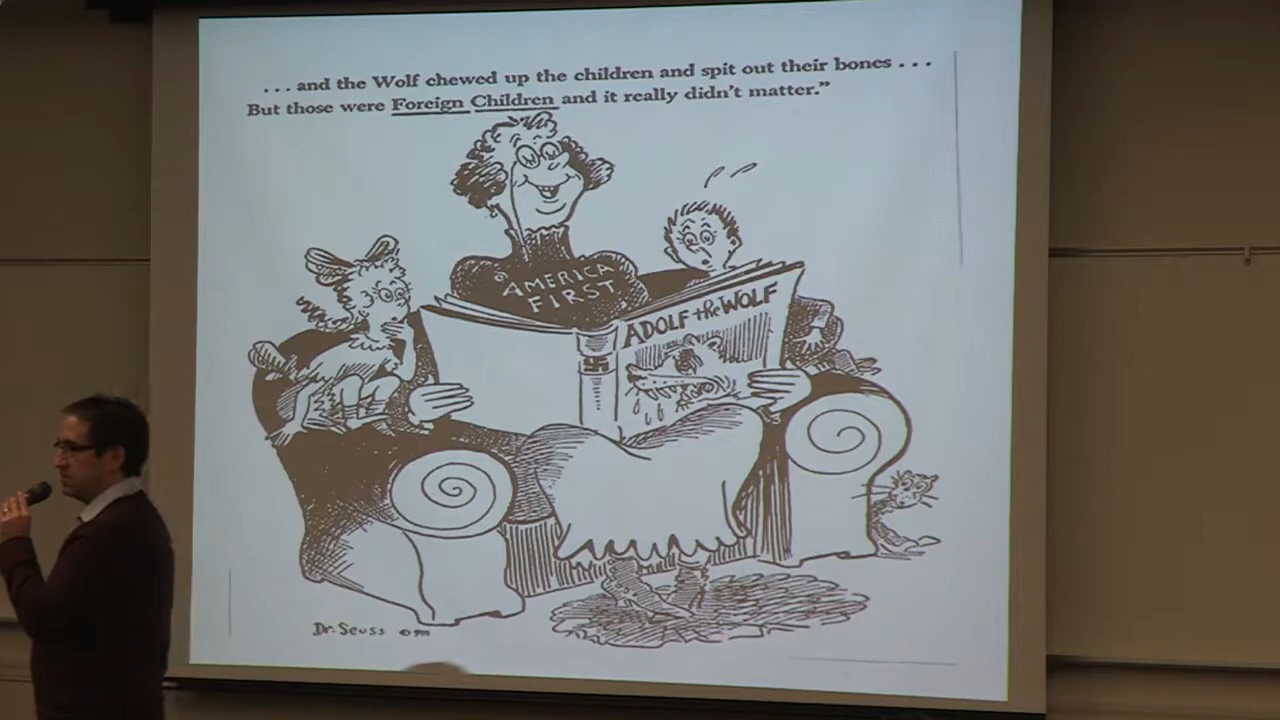 . . . and the Wolf chewed up the children and spit out their bones . . .
But those were Foreign Children and it really didn't matter.”
AMERICA
FIRST
ADOLF the WOLF
Dr. Seuss ©